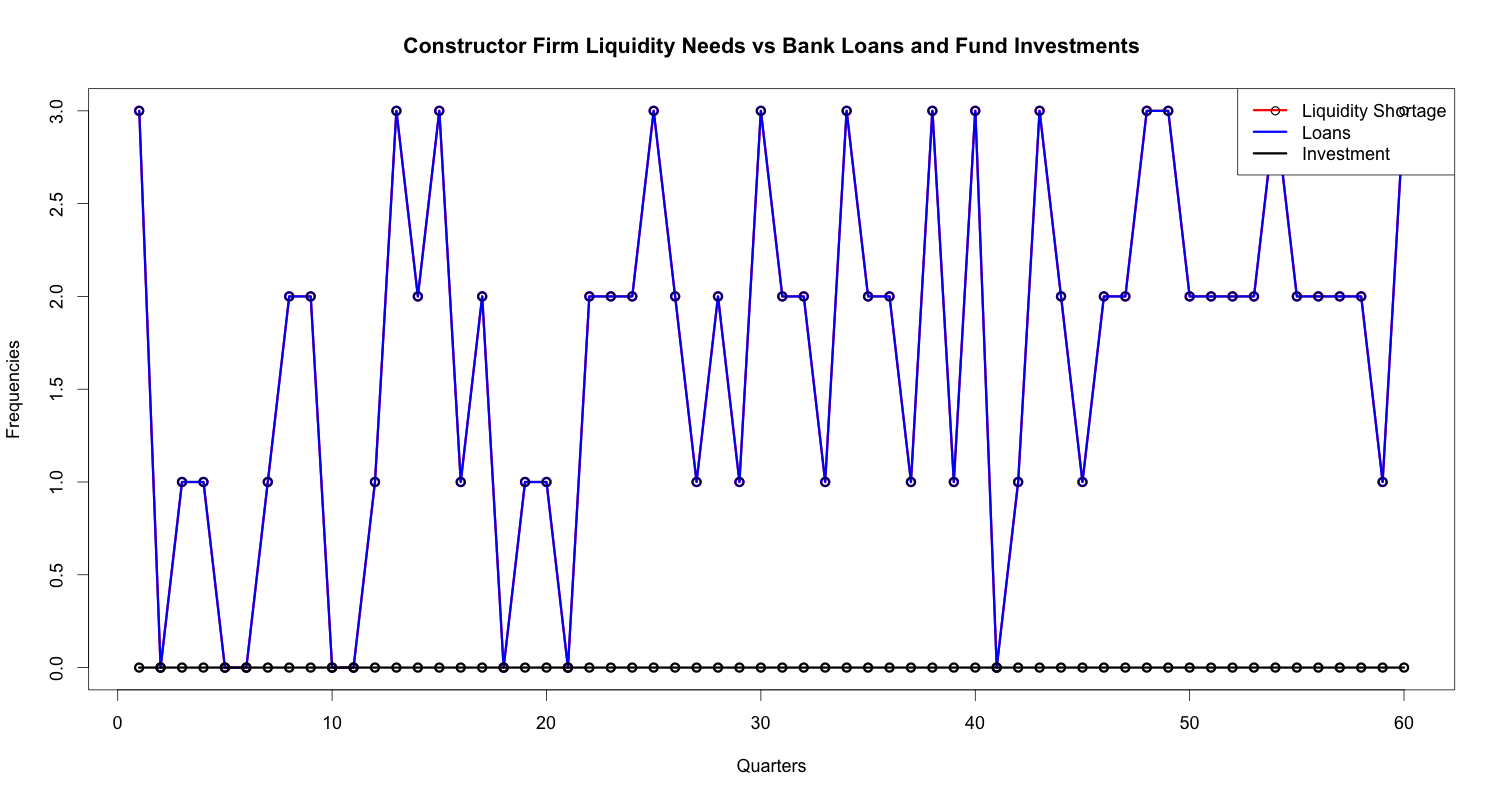 Constructor Firm Liquidity Needs vs Bank Loans and Fund Investments
Liquidity Shortage
Loans
Investment
Frequencies
3.0
2.5
2.0
1.5
1.0
0.5
0.0
0 10 20 30 40 50 60
Quarters